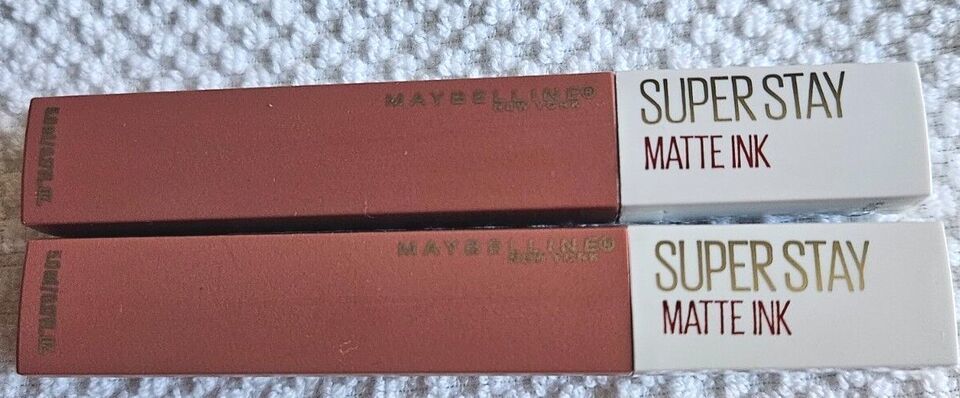 MAYBELLINE®
NEW YORK
SUPER STAY
MATTE INK
MAYBELLINE®
NEW YORK
SUPER STAY
MATTE INK